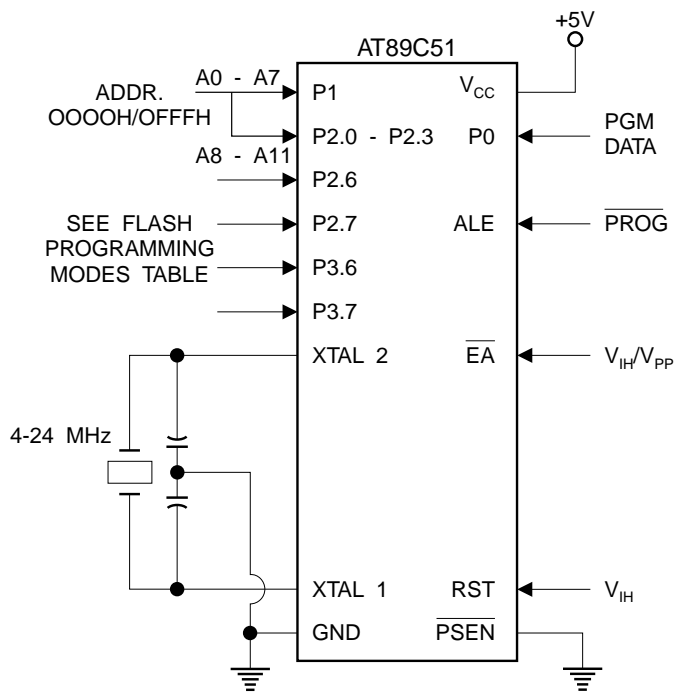 +5V
AT89C51
A0 - A7
ADDR.
OOOOH/OFFFH
P1
VCC
P2.0 - P2.3
P0
PGM
DATA
A8 - A11
P2.6
SEE FLASH
PROGRAMMING
MODES TABLE
P2.7
ALE
PROG
P3.6
P3.7
XTAL 2
EA
VIH/VPP
4-24 MHz
XTAL 1
RST
VIH
GND
PSEN